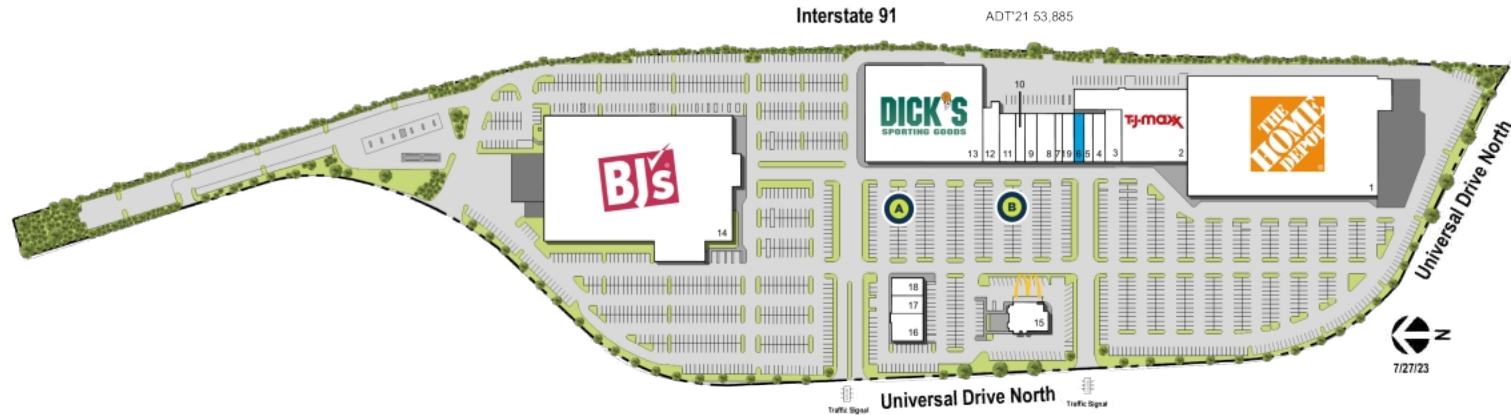 Interstate 91
ADT'21 53,885
DICK'S
SPORTING GOODS
13
12
11
10
9
8
7
19
6
5
4
3
T·J·maxx
2
THE
HOME
DEPOT
1
BJ's
14
A
B
18
17
16
15
Universal Drive North
N
7/27/23
Traffic Signal
Universal Drive North
Traffic Signal